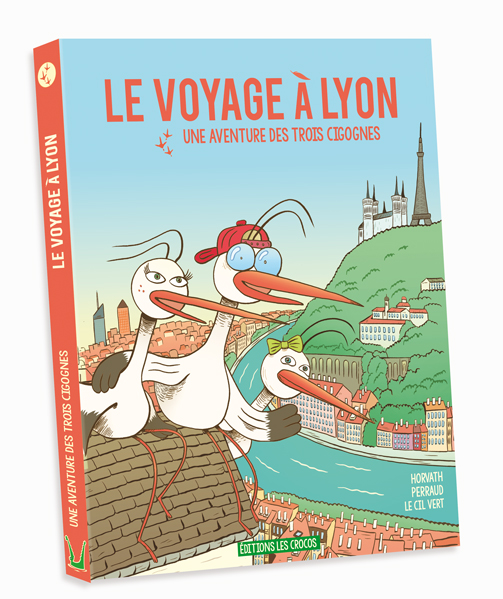 LE VOYAGE À LYON
UNE AVENTURE DES TROIS CIGOGNES
HORVATH
PERRAUD
LE CIL VERT
ÉDITIONS LES CROCOS
LE VOYAGE À LYON
UNE AVENTURE DES TROIS CIGOGNES